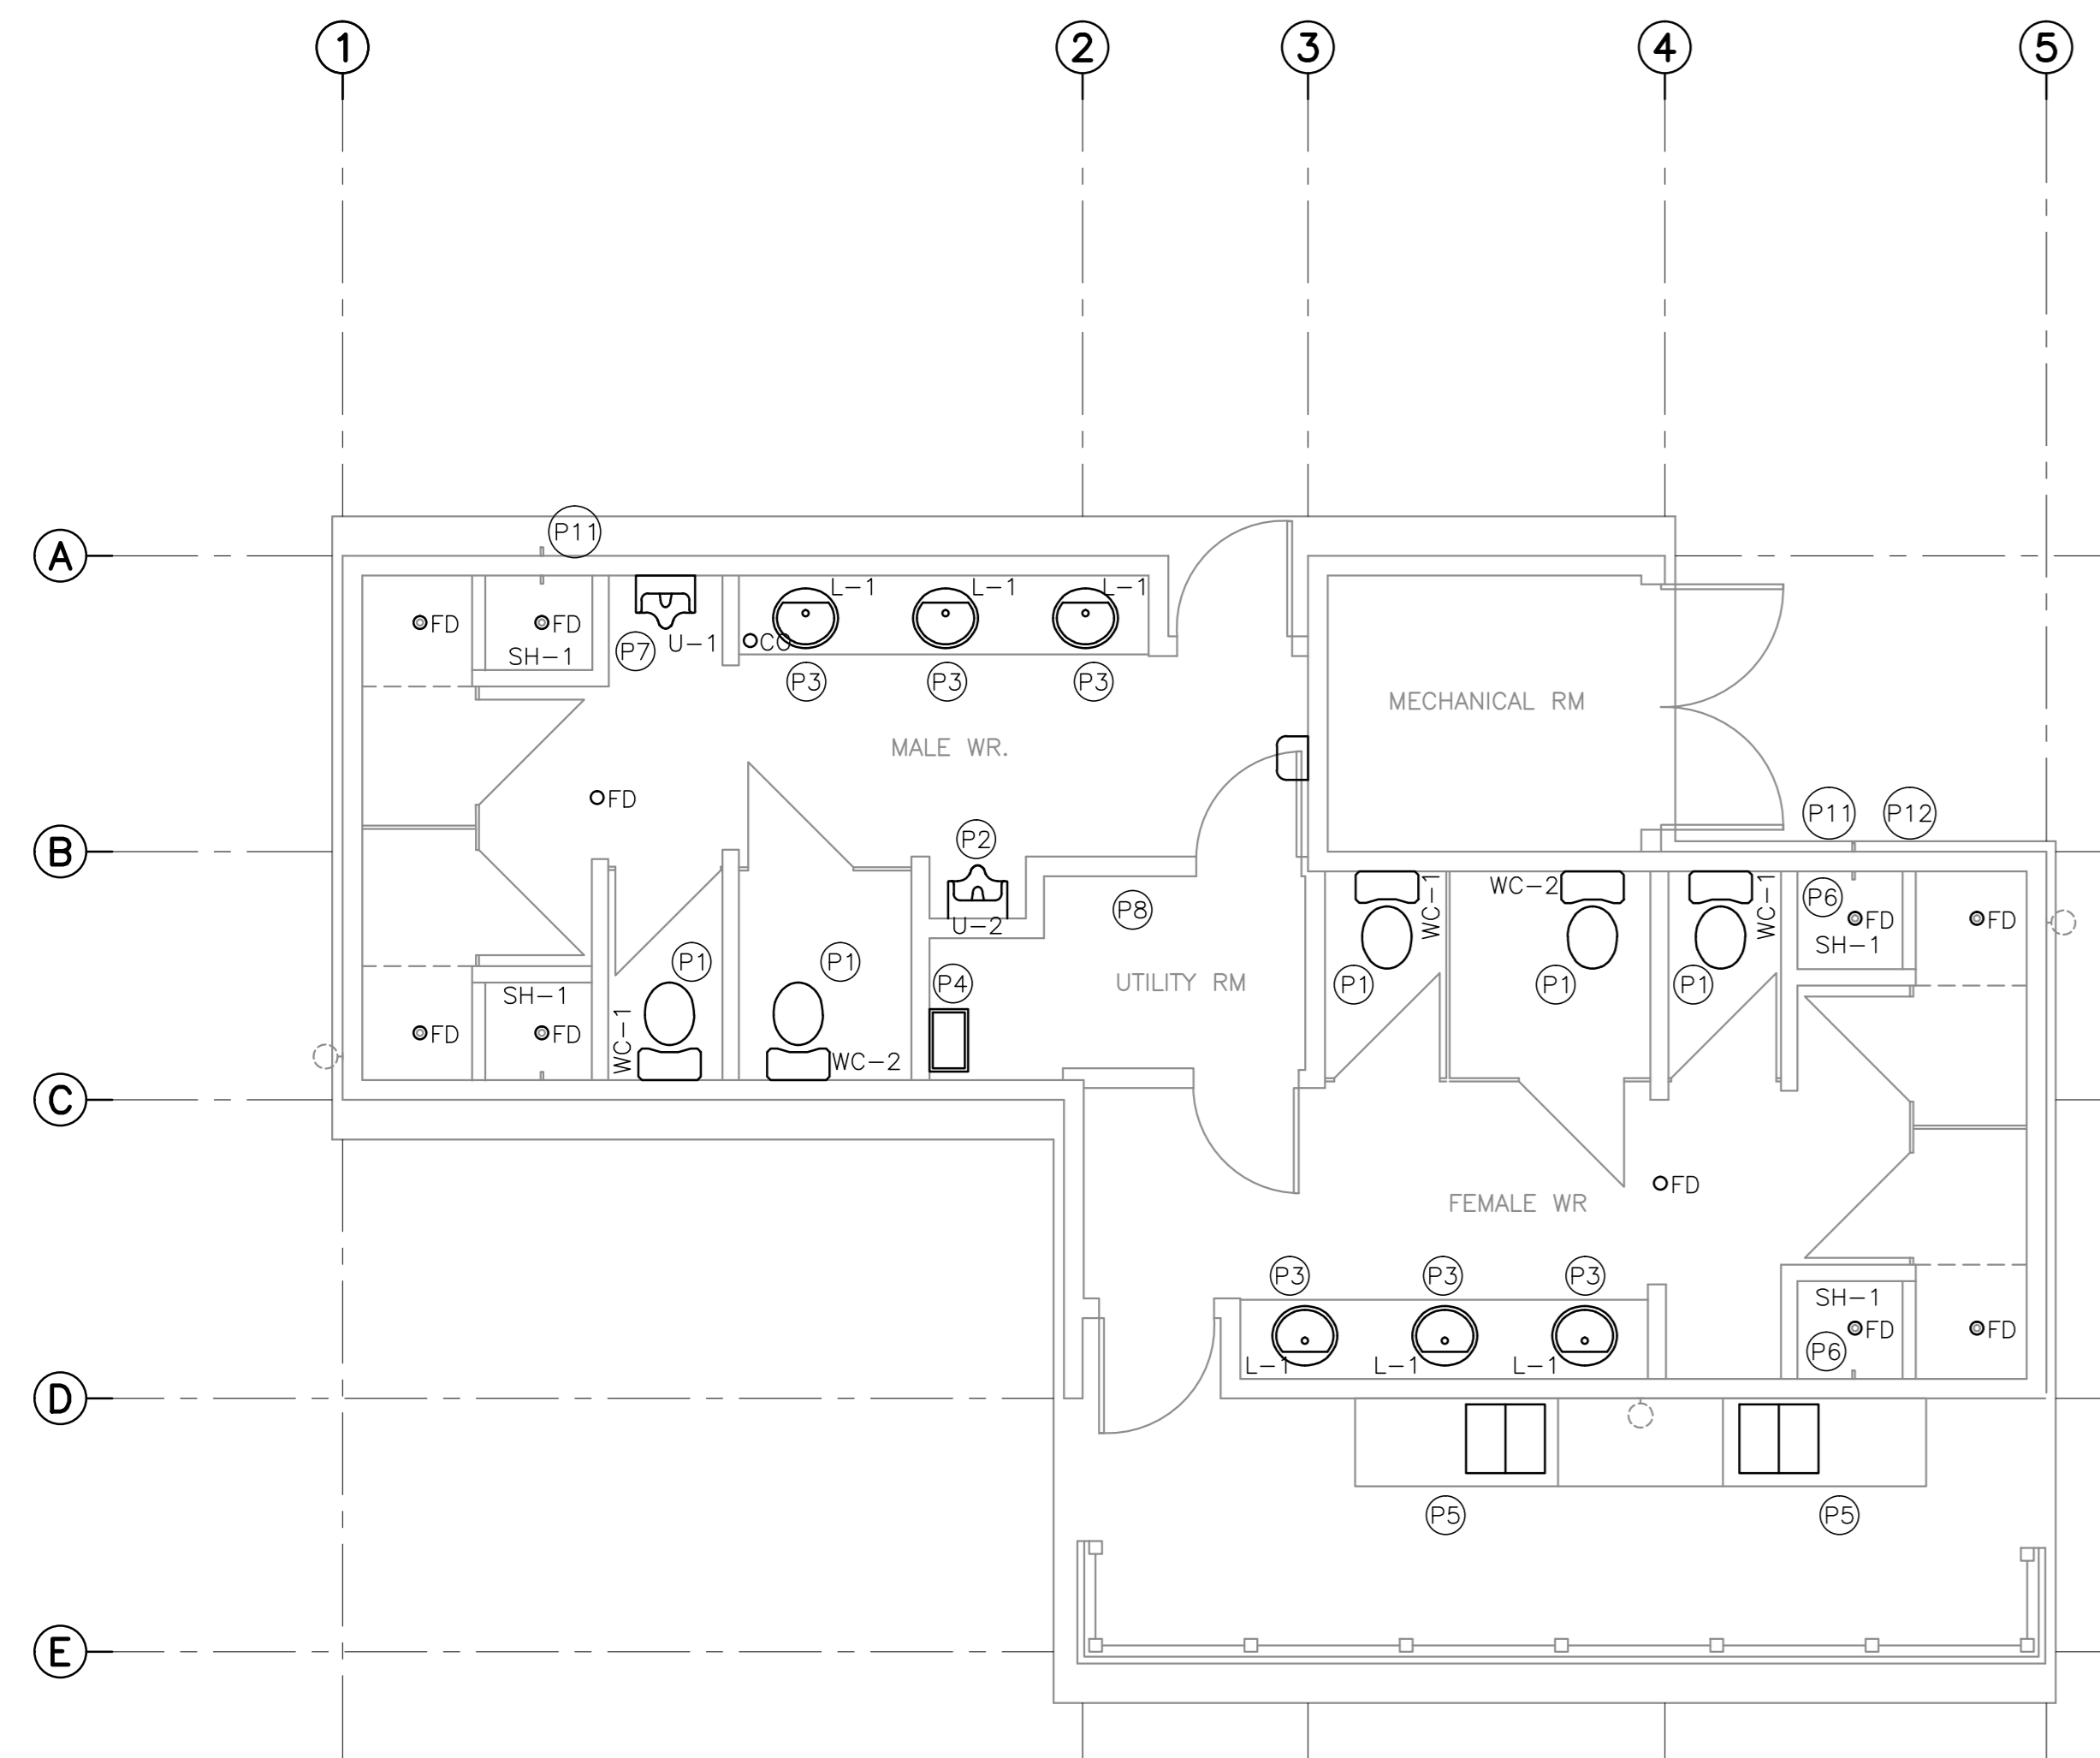 1
2
3
4
5
A
P11
L-1
L-1
L-1
FD
FD
SH-1
P7
U-1
CO
P3
P3
P3
MECHANICAL RM
MALE WR.
FD
P11
P12
B
P2
P8
U-2
WC-1
WC-2
WC-1
P6
FD
FD
SH-1
P1
P1
P4
UTILITY RM
P1
P1
P1
SH-1
FD
FD
WC-1
WC-2
C
FD
FEMALE WR
P3
P3
P3
SH-1
FD
FD
L-1
L-1
L-1
P6
D
P5
P5
E